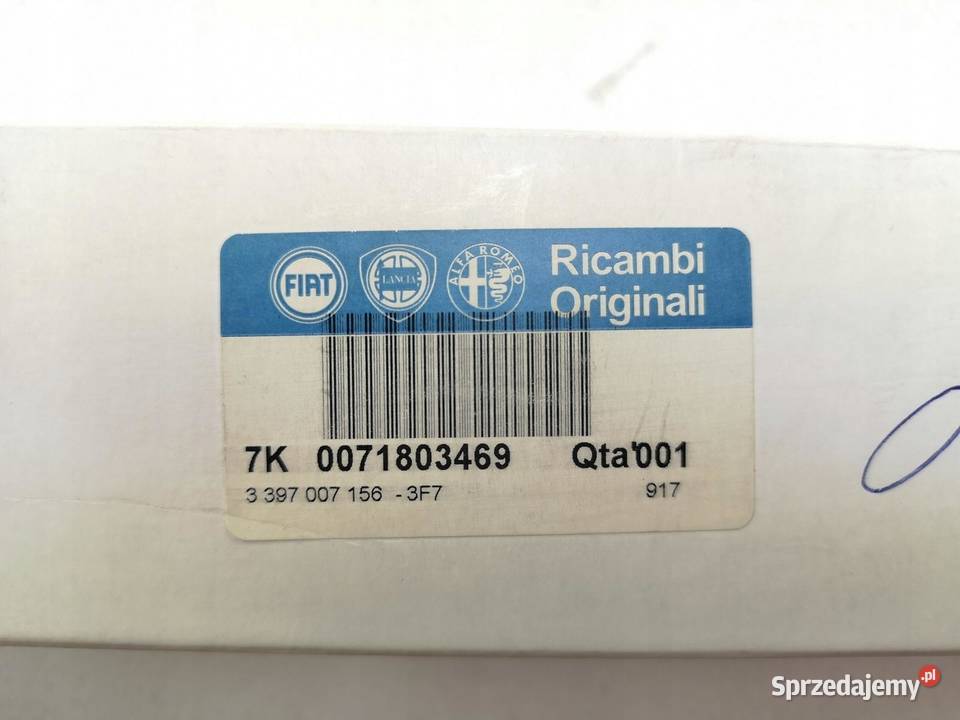 FIAT
LANCIA
ALFA ROMEO
Ricambi
Originali
7K 0071803469 Qta'001
3 397 007 156 -3F7 917
Sprzedajemy.pl